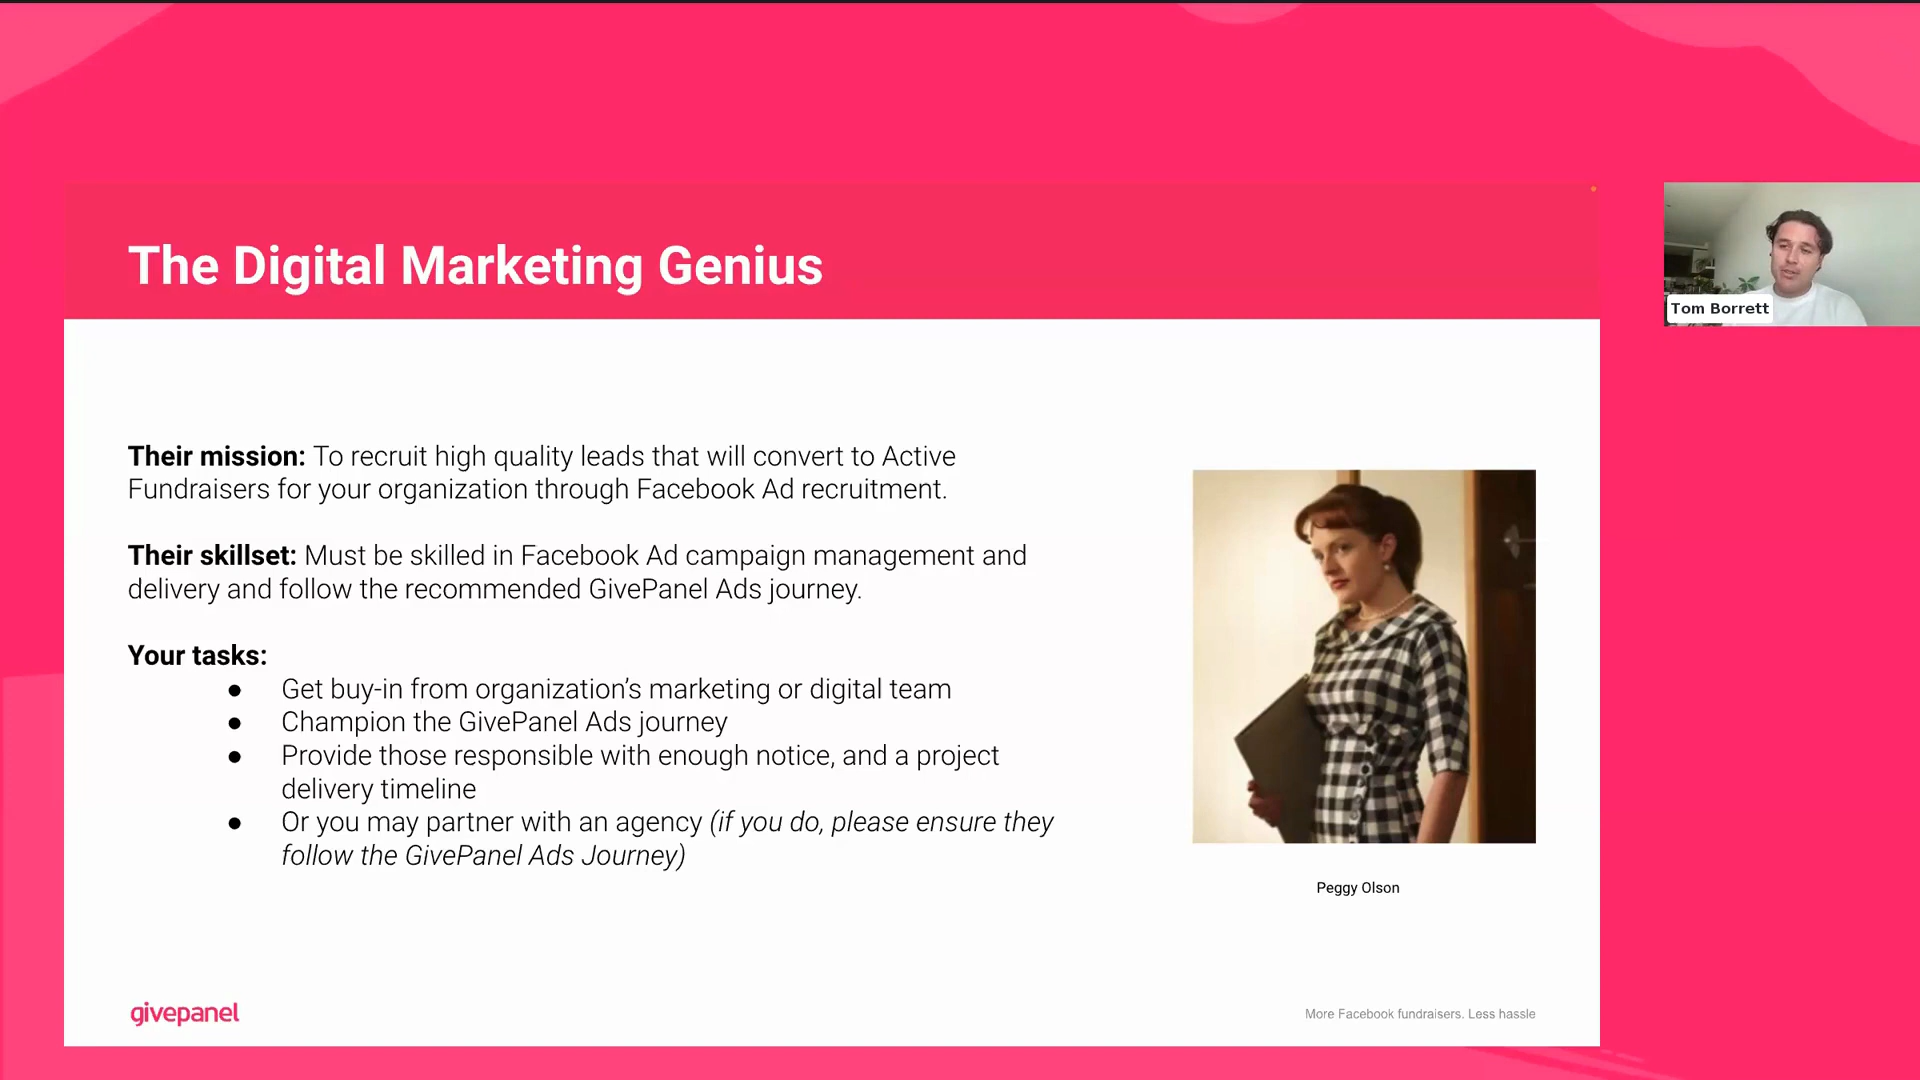 The Digital Marketing Genius
Tom Borrett
Their mission: To recruit high quality leads that will convert to Active
Fundraisers for your organization through Facebook Ad recruitment.
Their skillset: Must be skilled in Facebook Ad campaign management and
delivery and follow the recommended GivePanel Ads journey.
Your tasks:
● Get buy-in from organization’s marketing or digital team
● Champion the GivePanel Ads journey
● Provide those responsible with enough notice, and a project
delivery timeline
● Or you may partner with an agency (if you do, please ensure they
follow the GivePanel Ads Journey)
Peggy Olson
givepanel
More Facebook fundraisers. Less hassle